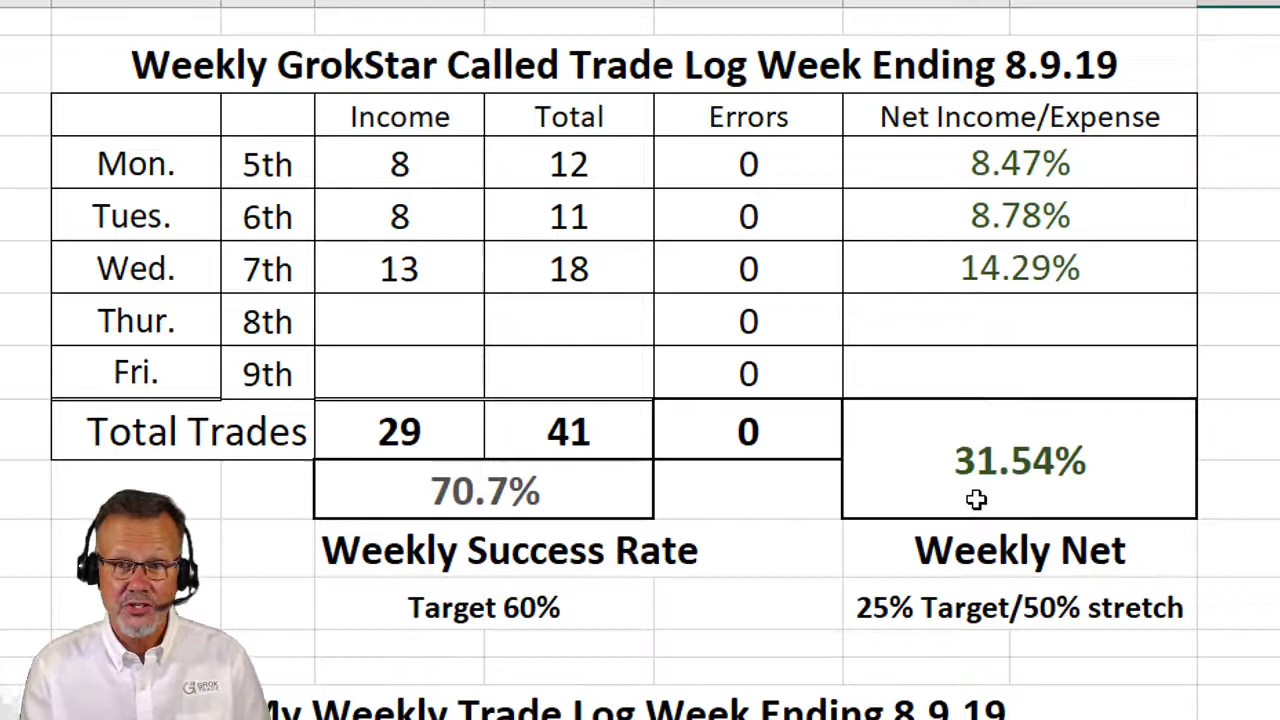 Weekly GrokStar Called Trade Log Week Ending 8.9.19
Income Total Errors Net Income/Expense
Mon. 5th 8 12 0 8.47%
Tues. 6th 8 11 0 8.78%
Wed. 7th 13 18 0 14.29%
Thur. 8th 0
Fri. 9th 0
Total Trades 29 41 0
31.54%
70.7%
Weekly Success Rate Weekly Net
Target 60% 25% Target/50% stretch
GROK
TRADE
My Weekly Trade Log Week Ending 8.9.19